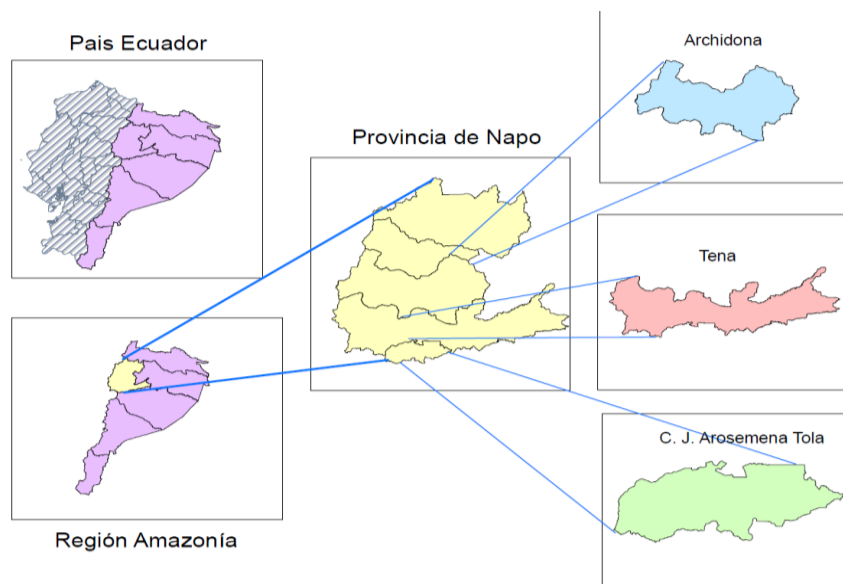 Pais Ecuador
Región Amazonía
Provincia de Napo
Archidona
Tena
C. J. Arosemena Tola